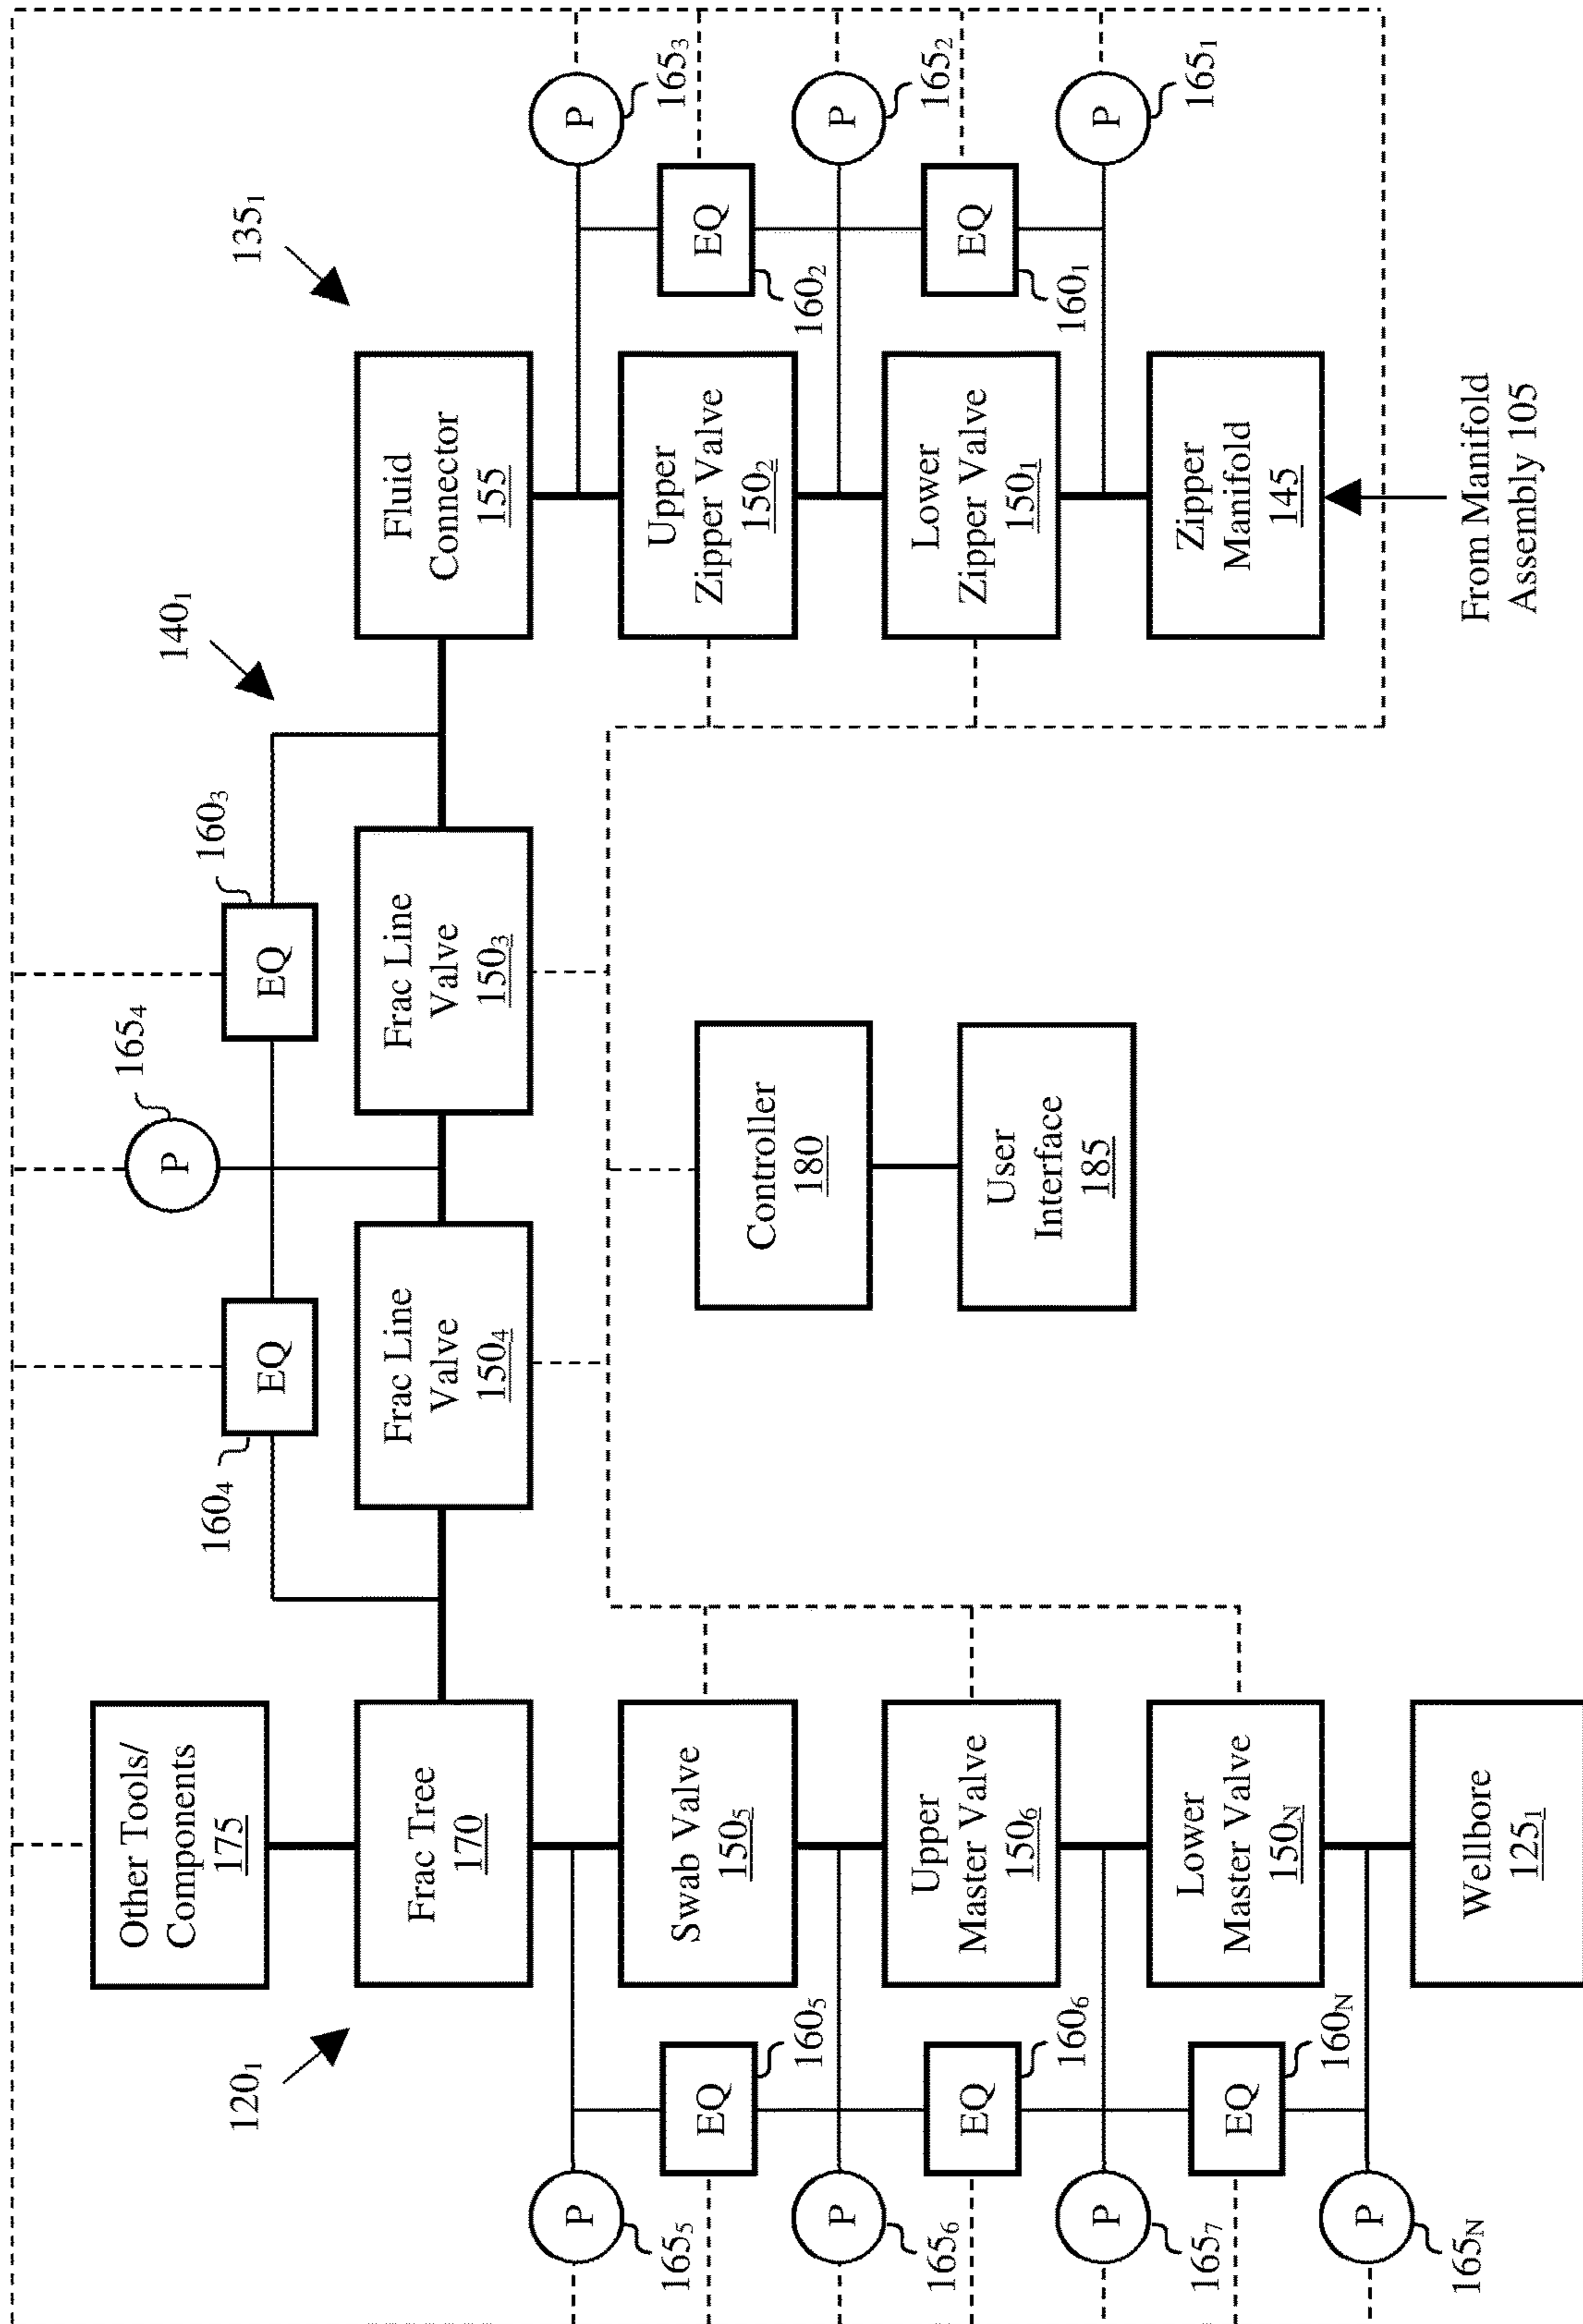 120₁
140₁
135₁
Other Tools/
Components
175
Frac Tree
170
160₄
EQ
165₄
P
160₃
EQ
Frac Line
Valve
150₄
Frac Line
Valve
150₃
Fluid
Connector
155
P
165₅
EQ
160₅
Swab Valve
150₅
P
165₆
EQ
160₆
Upper
Master Valve
150₆
P
165₇
EQ
160_N
Lower
Master Valve
150_N
P
165_N
Wellbore
125₁
Controller
180
User
Interface
185
P
165₃
Upper
Zipper Valve
150₂
EQ
160₂
P
165₂
Lower
Zipper Valve
150₁
EQ
160₁
P
165₁
Zipper
Manifold
145
From Manifold
Assembly 105